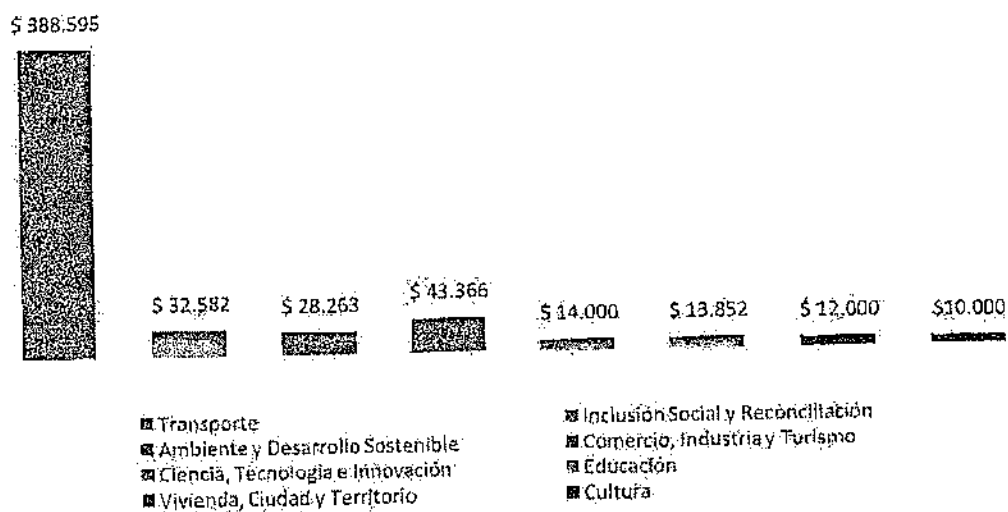 $ 388.595
$ 32.582 $ 28.263 $ 43.366 $ 14.000 $ 13.852 $ 12.000 $10.000
Transporte
Inclusión Social y Reconciliación
Ambiente y Desarrollo Sostenible
Comercio, Industria y Turismo
Ciencia, Tecnología e Innovación
Educación
Vivienda, Ciudad y Territorio
Cultura